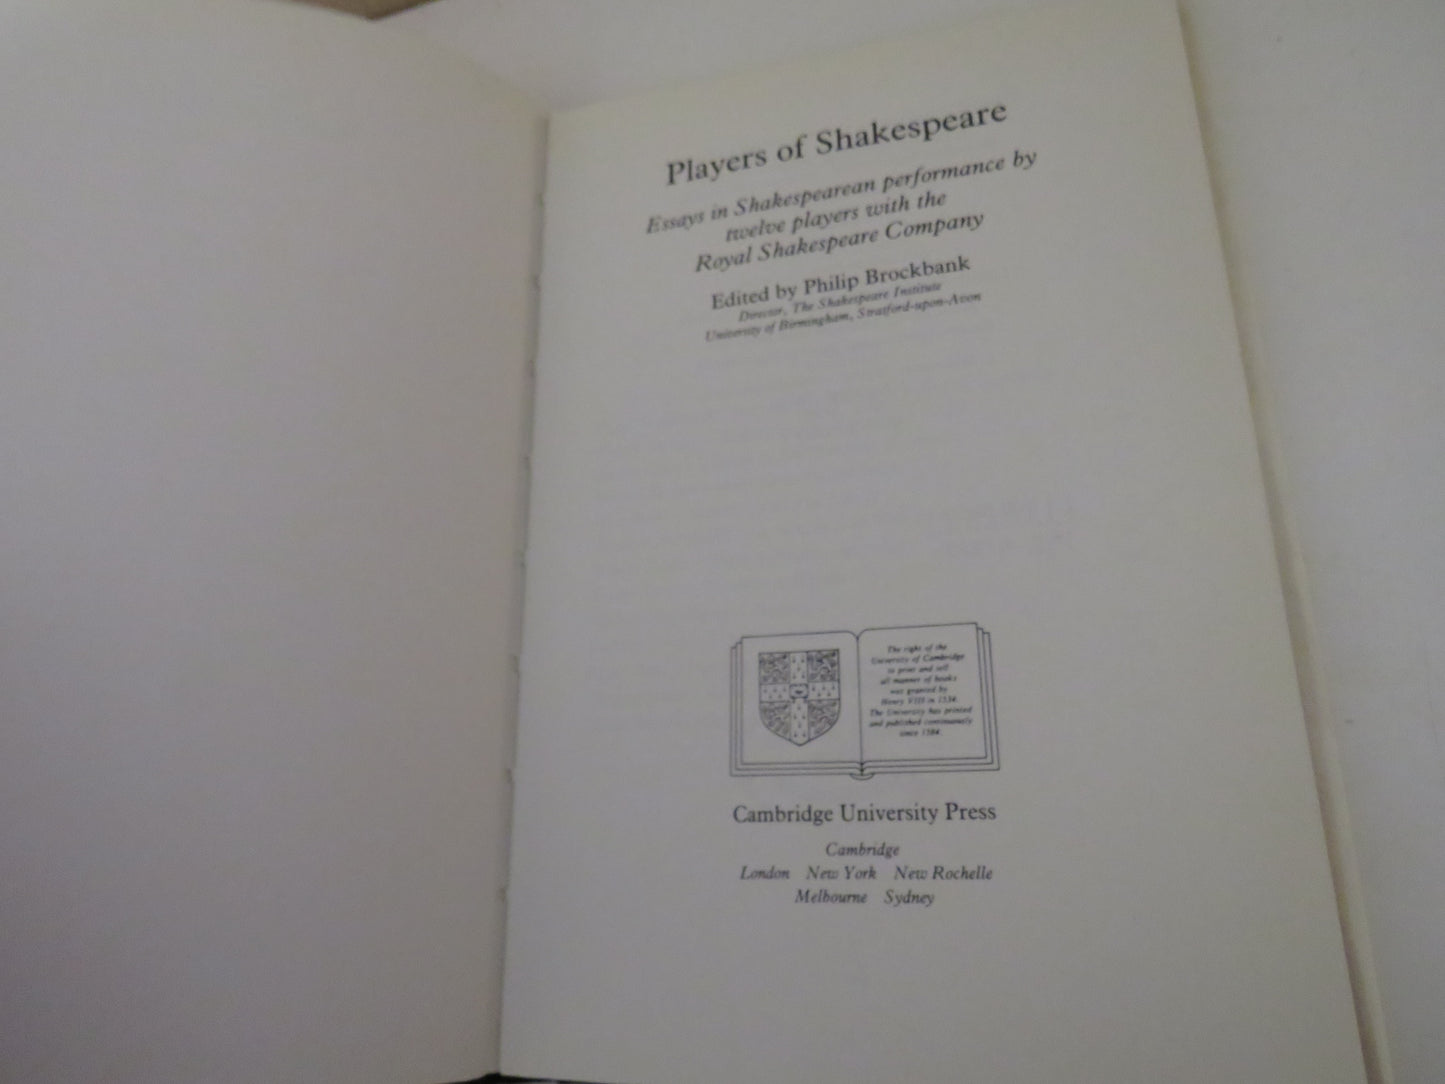 Players of Shakespeare
Essays in Shakespearean performance by
twelve players with the
Royal Shakespeare Company
Edited by Philip Brockbank
Director, The Shakespeare Institute
University of Birmingham, Stratford-upon-Avon
The right of the
University of Cambridge
to print and sell
all manner of books
was granted by
Henry VIII in 1534.
The University has printed
and published continuously
since 1584.
Cambridge University Press
Cambridge
London New York New Rochelle
Melbourne Sydney